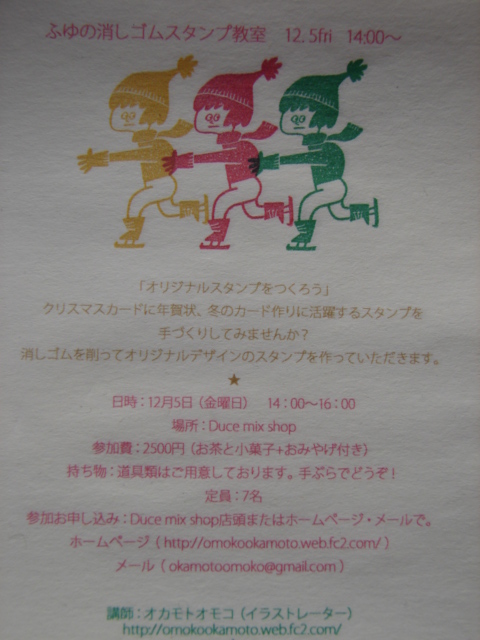 ふゆの消しゴムスタンプ教室 12.5fri 14:00～
「オリジナルスタンプをつくろう」
クリスマスカードに年賀状、冬のカード作りに活躍するスタンプを
手づくりしてみませんか？
消しゴムを削ってオリジナルデザインのスタンプを作っていただきます。
★
日時：12月5日（金曜日） 14：00～16：00
場所：Duce mix shop
参加費：2500円（お茶と小菓子+おみやげ付き）
持ち物：道具類はご用意しております。手ぶらでどうぞ！
定員：7名
参加お申し込み：Duce mix shop店頭またはホームページ・メールで。
ホームページ（http://omokookamoto.web.fc2.com/）
メール（okamotoomoko@gmail.com）
講師：オカモトオモコ（イラストレーター）
http://omokookamoto.web.fc2.com/